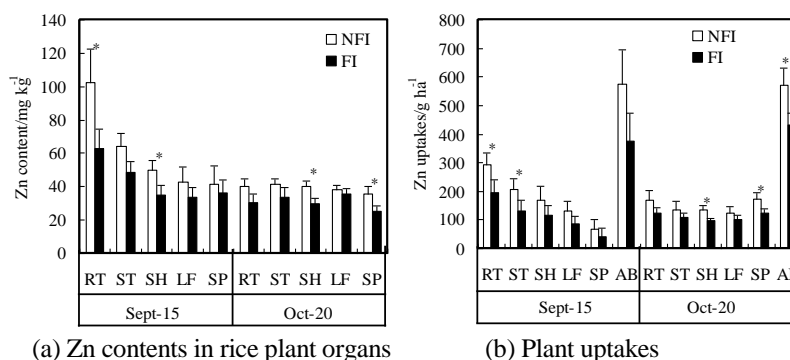 140
120
100
80
60
40
20
0
Zn content/mg kg-1
NFI
FI
*
*
*
*
RT ST SH LF SP RT ST SH LF SP
Sept-15 Oct-20
(a) Zn contents in rice plant organs
800
700
600
500
400
300
200
100
0
Zn uptakes/g ha-1
NFI
FI
*
*
*
*
*
RT ST SH LF SP AB RT ST SH LF SP
Sept-15 Oct-20
(b) Plant uptakes